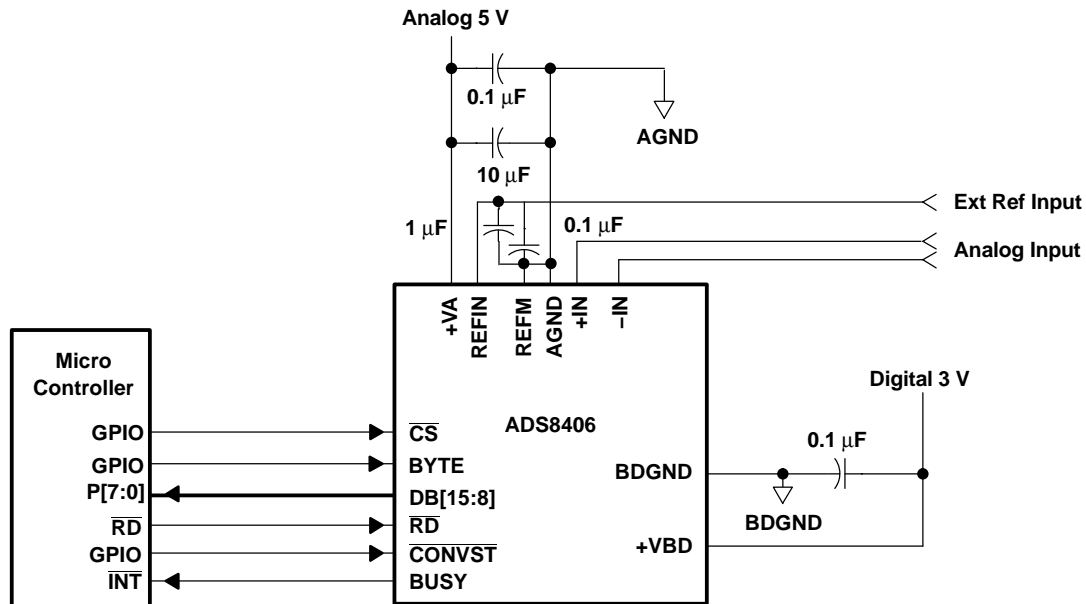 Analog 5 V
0.1 μF
AGND
10 μF
1 μF
0.1 μF
Ext Ref Input
Analog Input
+VA
REFIN
REFM
AGND
+IN
−IN
Micro
Controller
Digital 3 V
GPIO
CS
ADS8406
0.1 μF
GPIO
BYTE
BDGND
P[7:0]
DB[15:8]
BDGND
RD
RD
GPIO
CONVST
+VBD
INT
BUSY